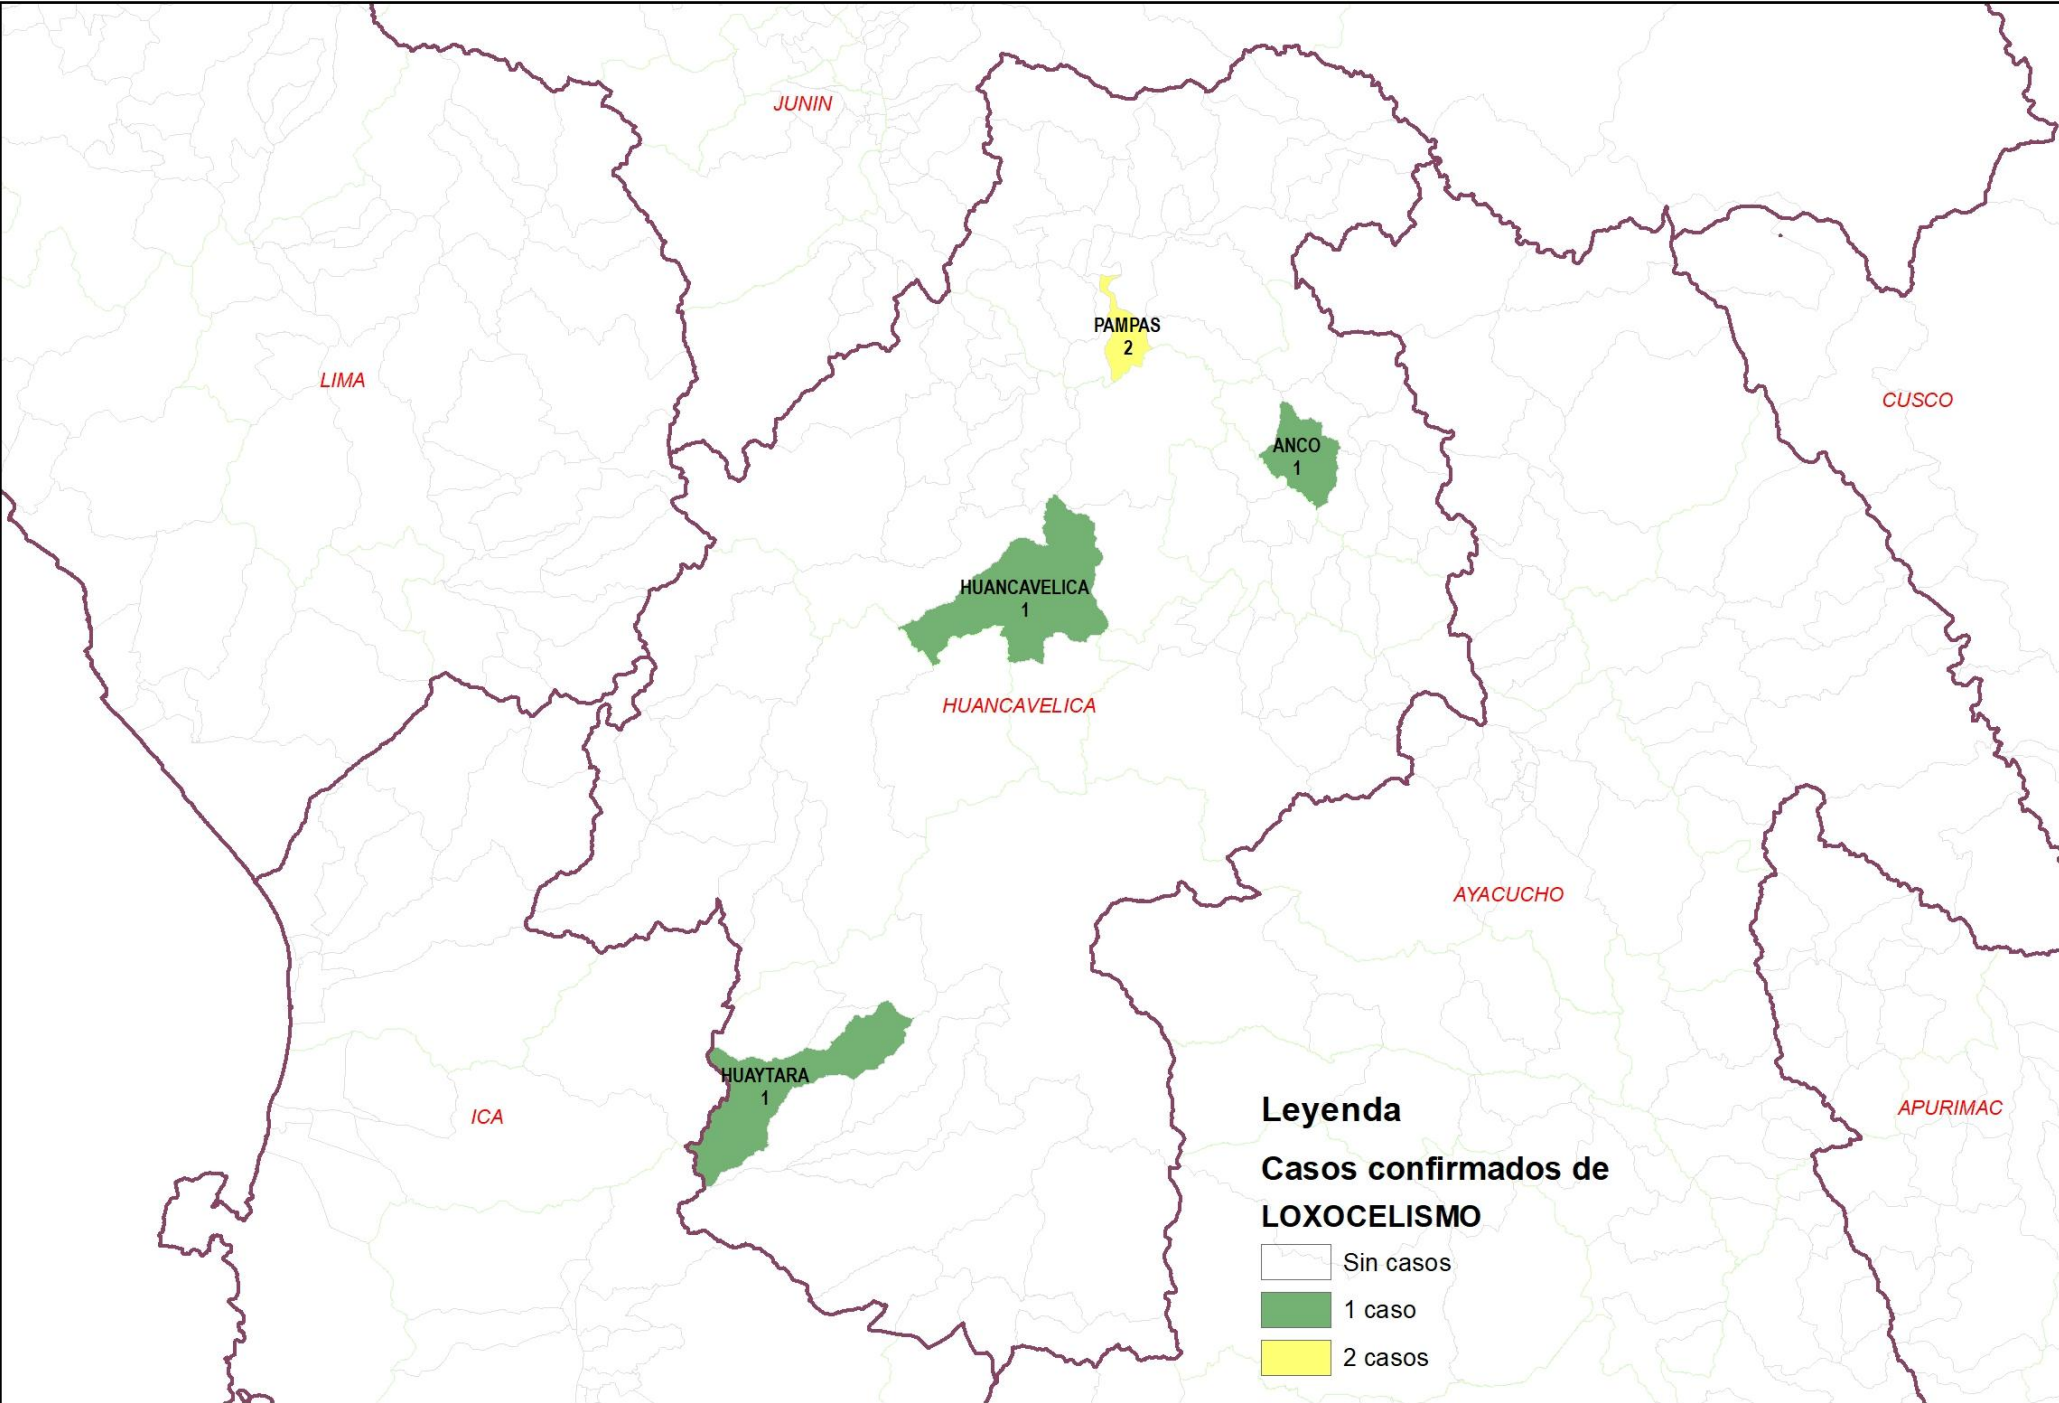 JUNIN
PAMPAS
2
LIMA
CUSCO
ANCO
1
HUANCAVELICA
1
HUANCAVELICA
AYACUCHO
HUAYTARA
1
ICA
APURIMAC
Leyenda
Casos confirmados de
LOXOCELISMO
Sin casos
1 caso
2 casos